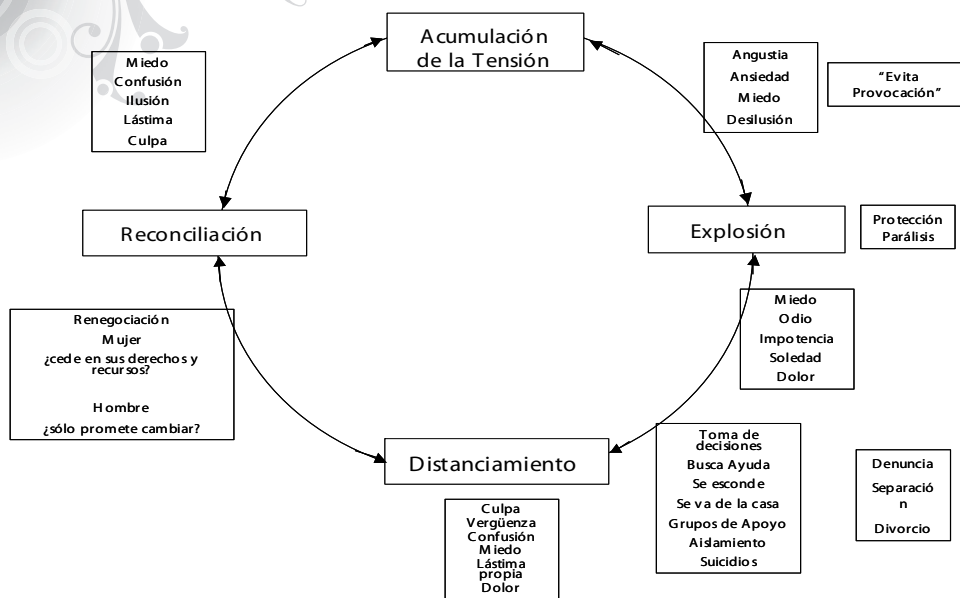 Acumulación
de la Tensión
Miedo
Confusión
Ilusión
Lástima
Culpa
Angustia
Ansiedad
Miedo
Desilusión
“Evita
Provocación”
Reconciliación
Explosión
Protección
Parálisis
Renegociación
Mujer
¿cede en sus derechos y
recursos?
Hombre
¿sólo promete cambiar?
Miedo
Odio
Impotencia
Soledad
Dolor
Distanciamiento
Toma de
decisiones
Busca Ayuda
Se esconde
Se va de la casa
Grupos de Apoyo
Aislamiento
Suicidios
Denuncia
Separació
n
Divorcio
Culpa
Vergüenza
Confusión
Miedo
Lástima
propia
Dolor